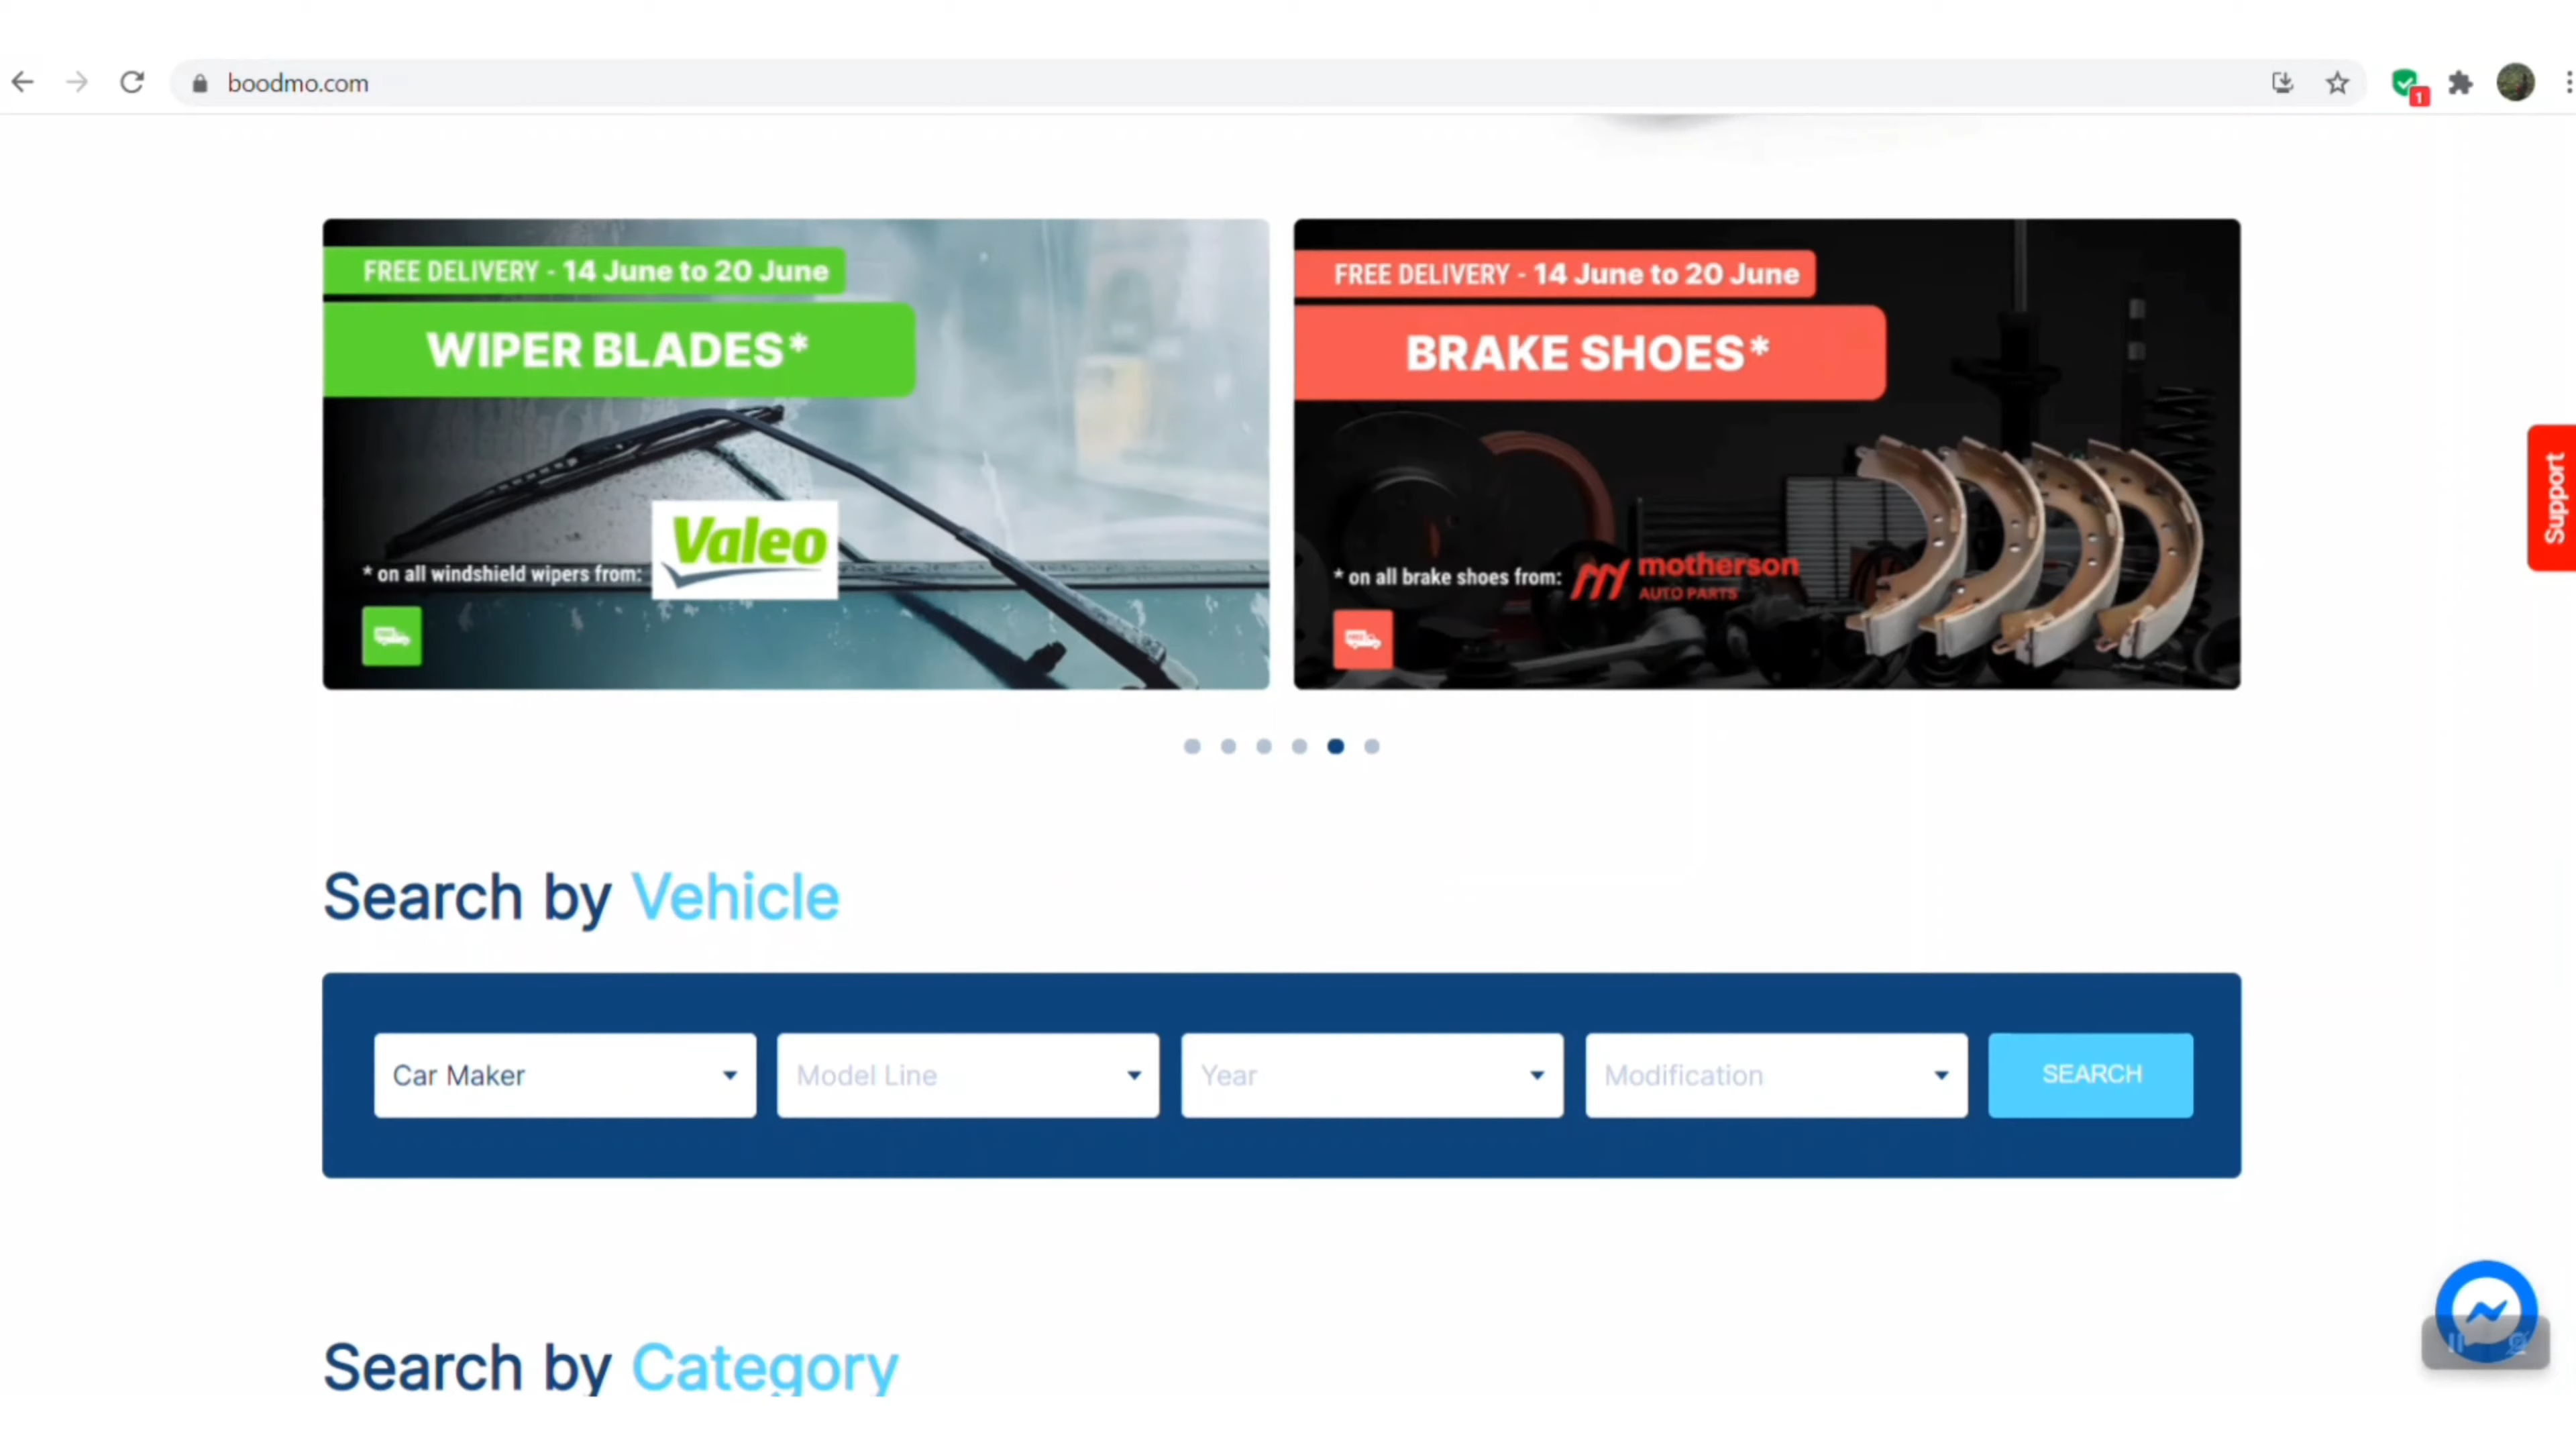 boodmo.com
1
FREE DELIVERY - 14 June to 20 June
WIPER BLADES*
* on all windshield wipers from:
Valeo
FREE DELIVERY - 14 June to 20 June
BRAKE SHOES*
* on all brake shoes from:
motherson
AUTO PARTS
Support
Search by Vehicle
Car Maker
Model Line
Year
Modification
SEARCH
Search by Category